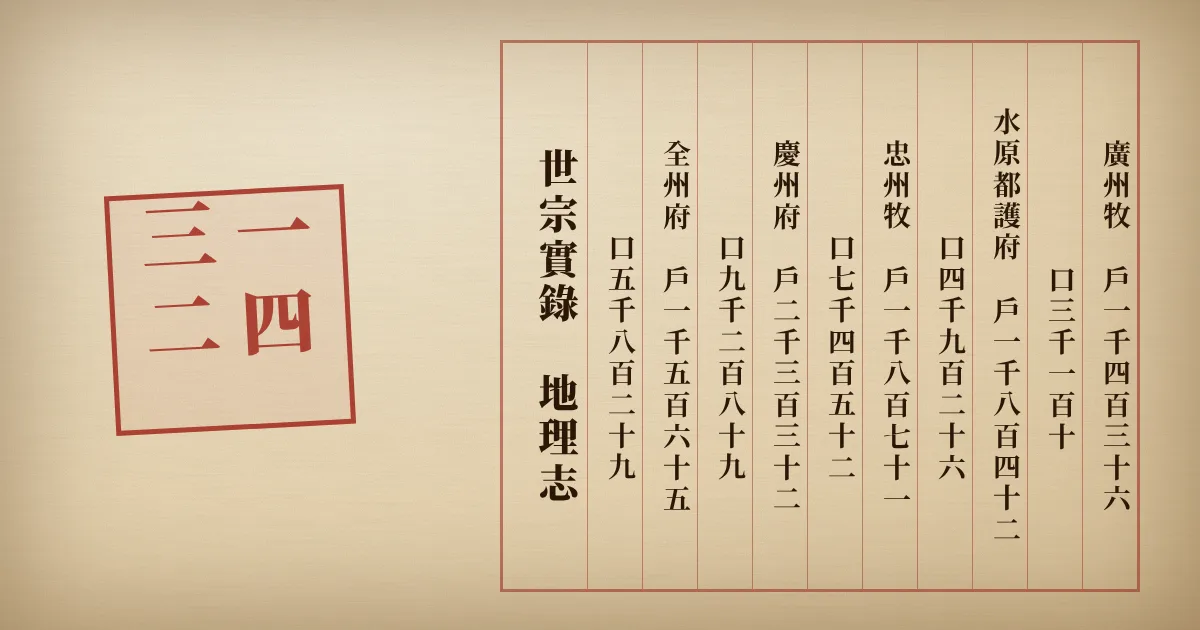 廣州牧　戶一千四百三十六
口三千一百十
水原都護府　戶一千八百四十二
口四千九百二十六
忠州牧　戶一千八百七十一
口七千四百五十二
慶州府　戶二千三百三十二
口九千二百八十九
全州府　戶一千五百六十五
口五千八百二十九
世宗實錄　地理志
一四
三二